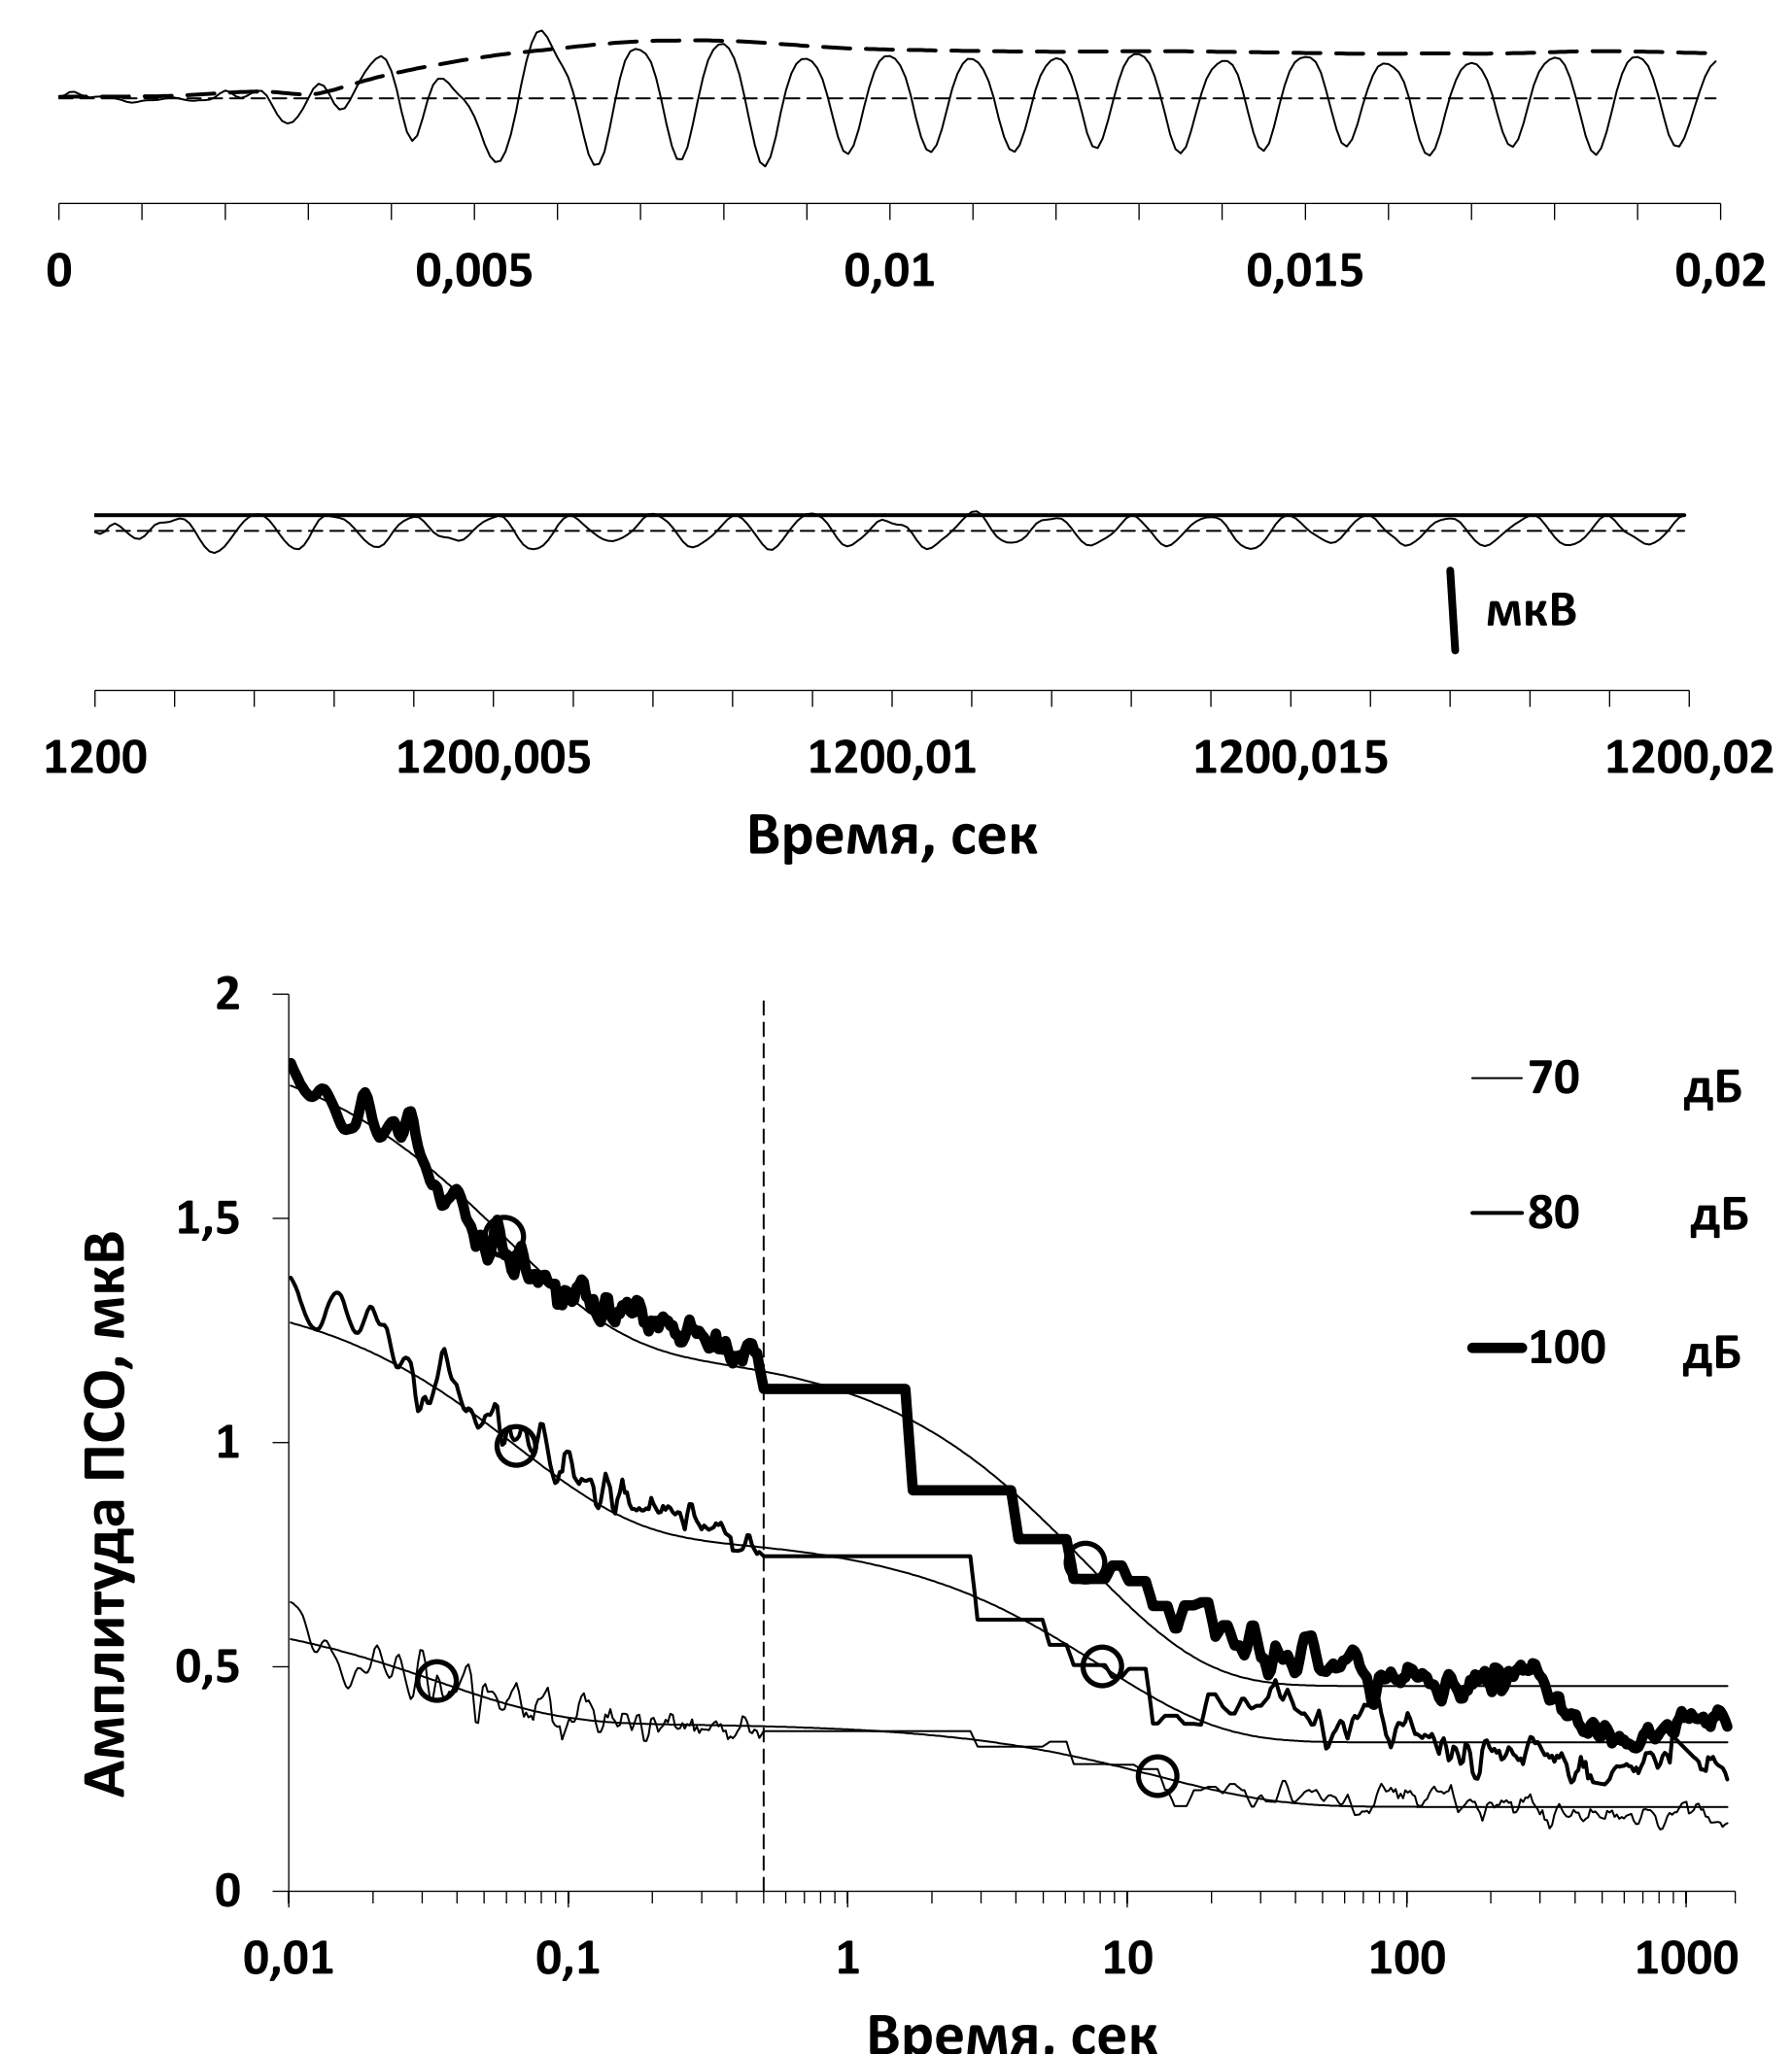 0 0,005 0,01 0,015 0,02
мкВ
1200 1200,005 1200,01 1200,015 1200,02
Время, сек
Амплитуда ПСО, мкВ
2
1,5
1
0,5
0
70 дБ
80 дБ
100 дБ
0,01 0,1 1 10 100 1000
Время, сек